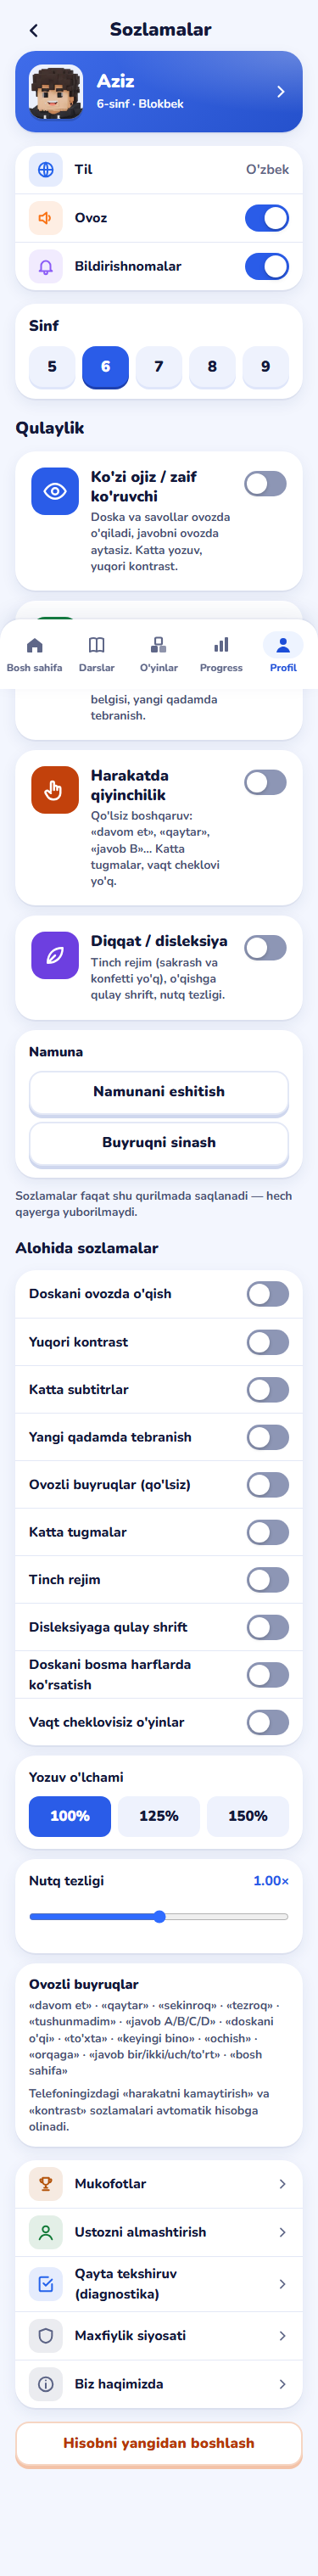 Sozlamalar
Aziz
6-sinf · Blokbek
Til
O'zbek
Ovoz
Bildirishnomalar
Sinf
5 6 7 8 9
Qulaylik
Ko'zi ojiz / zaif
ko'ruvchi
Doska va savollar ovozda
o'qiladi, javobni ovozda
aytasiz. Katta yozuv,
yuqori kontrast.
Bosh sahifa
Darslar
O'yinlar
Progress
Profil
belgisi, yangi qadamda
tebranish.
Harakatda
qiyinchilik
Qo'lsiz boshqaruv:
«davom et», «qaytar»,
«javob B»... Katta
tugmalar, vaqt cheklovi
yo'q.
Diqqat / disleksiya
Tinch rejim (sakrash va
konfetti yo'q), o'qishga
qulay shrift, nutq tezligi.
Namuna
Namunani eshitish
Buyruqni sinash
Sozlamalar faqat shu qurilmada saqlanadi — hech
qayerga yuborilmaydi.
Alohida sozlamalar
Doskani ovozda o'qish
Yuqori kontrast
Katta subtitrlar
Yangi qadamda tebranish
Ovozli buyruqlar (qo'lsiz)
Katta tugmalar
Tinch rejim
Disleksiyaga qulay shrift
Doskani bosma harflarda
ko'rsatish
Vaqt cheklovisiz o'yinlar
Yozuv o'lchami
100% 125% 150%
Nutq tezligi
1.00×
Ovozli buyruqlar
«davom et» · «qaytar» · «sekinroq» · «tezroq» ·
«tushunmadim» · «javob A/B/C/D» · «doskani
o'qi» · «to'xta» · «keyingi bino» · «ochish» ·
«orqaga» · «javob bir/ikki/uch/to'rt» · «bosh
sahifa»
Telefoningizdagi «harakatni kamaytirish» va
«kontrast» sozlamalari avtomatik hisobga
olinadi.
Mukofotlar
Ustozni almashtirish
Qayta tekshiruv
(diagnostika)
Maxfiylik siyosati
Biz haqimizda
Hisobni yangidan boshlash